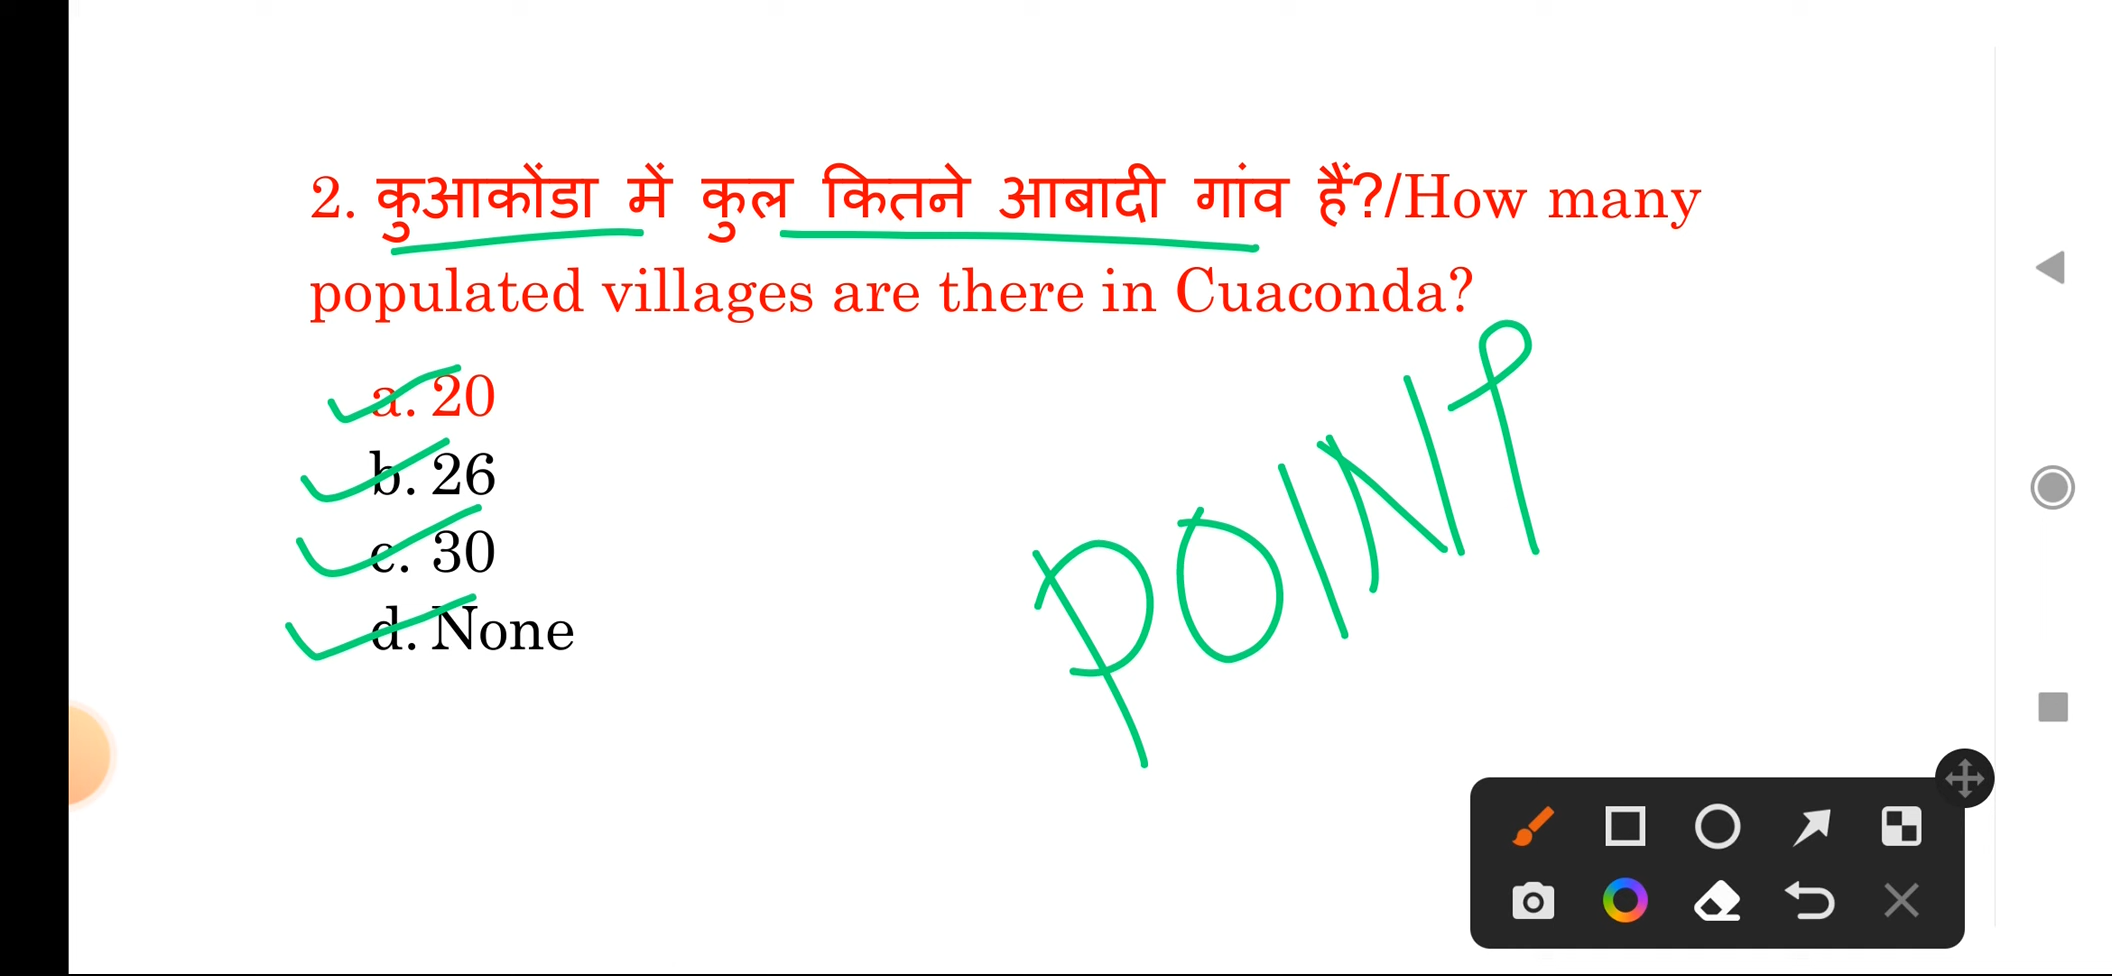 2. कुआकोंडा में कुल कितने आबादी गांव हैं?/How many
populated villages are there in Cuaconda?
a. 20
b. 26
c. 30
d. None
POINT